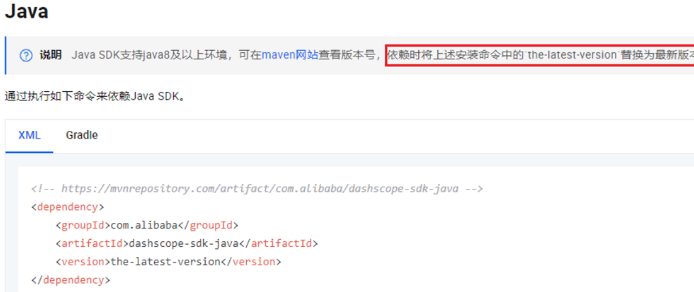 Java
说明 Java SDK支持java8及以上环境，可在maven网站查看版本号，依赖时将上述安装命令中的`the-latest-version`替换为最新版本
通过执行如下命令来依赖Java SDK。
XML Gradle
<!-- https://mvnrepository.com/artifact/com.alibaba/dashscope-sdk-java -->
<dependency>
    <groupId>com.alibaba</groupId>
    <artifactId>dashscope-sdk-java</artifactId>
    <version>the-latest-version</version>
</dependency>